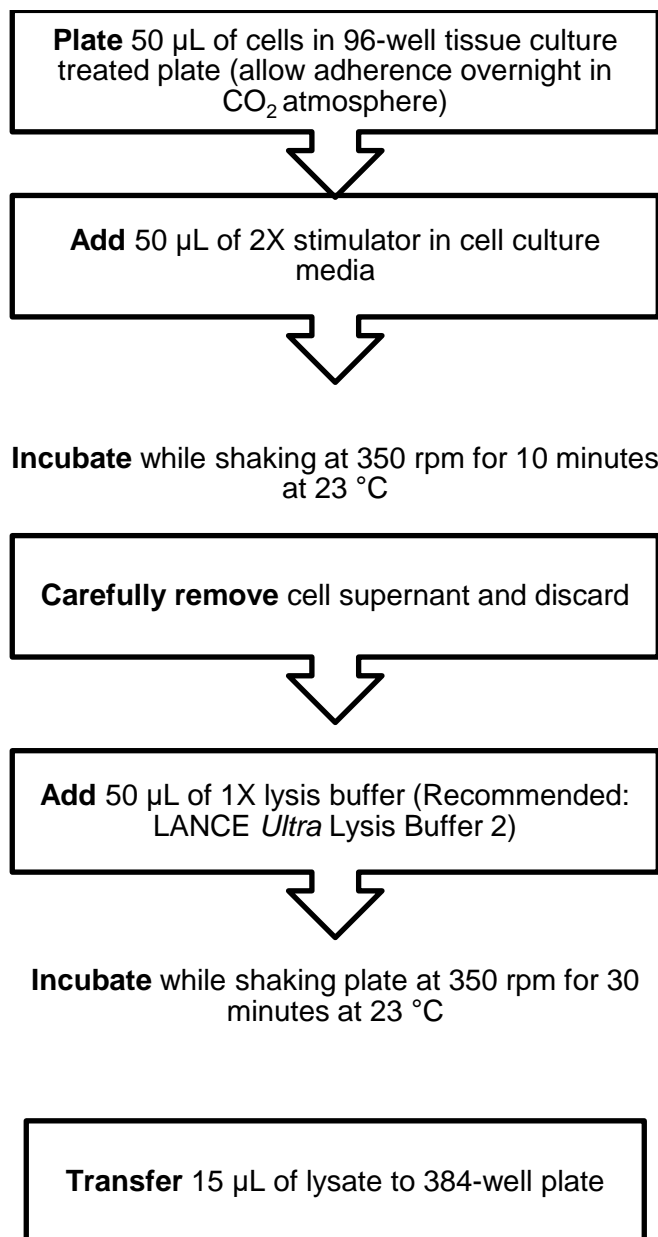 Plate 50 µL of cells in 96-well tissue culture
treated plate (allow adherence overnight in
CO₂ atmosphere)
Add 50 µL of 2X stimulator in cell culture
media
Incubate while shaking at 350 rpm for 10 minutes
at 23 °C
Carefully remove cell supernant and discard
Add 50 µL of 1X lysis buffer (Recommended:
LANCE Ultra Lysis Buffer 2)
Incubate while shaking plate at 350 rpm for 30
minutes at 23 °C
Transfer 15 µL of lysate to 384-well plate